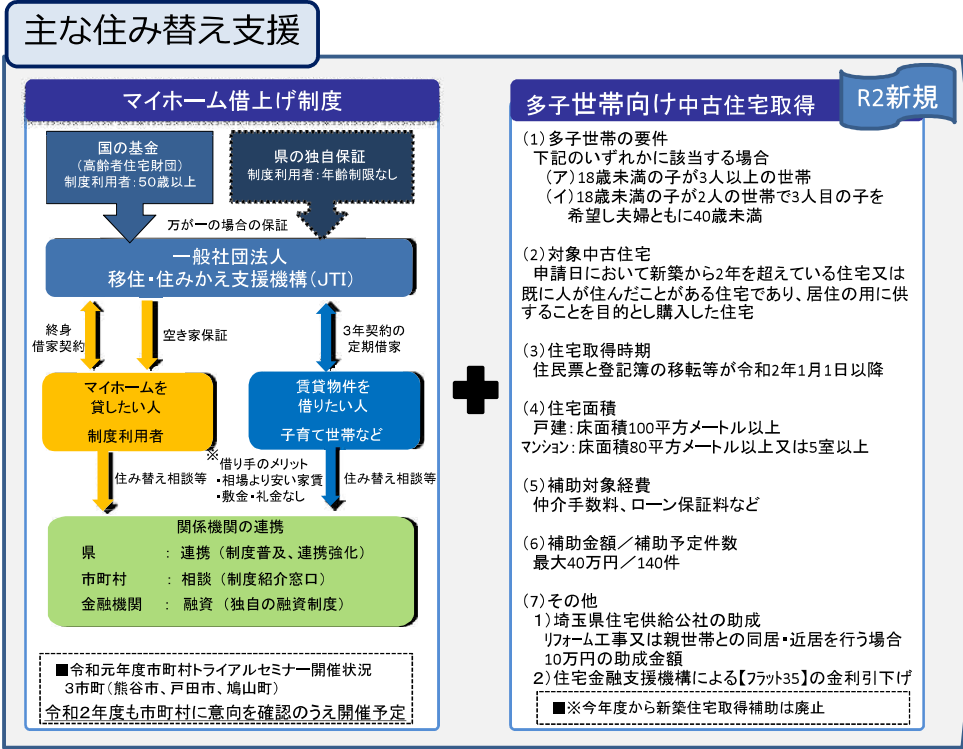 主な住み替え支援
マイホーム借上げ制度
国の基金
(高齢者住宅財団)
制度利用者:50歳以上
県の独自保証
制度利用者:年齢制限なし
万が一の場合の保証
一般社団法人
移住・住みかえ支援機構(JTI)
終身
借家契約
空き家保証
3年契約の
定期借家
マイホームを
貸したい人
制度利用者
賃貸物件を
借りたい人
子育て世帯など
住み替え相談等
※
借り手のメリット
・相場より安い家賃
・敷金・礼金なし
住み替え相談等
関係機関の連携
県 : 連携(制度普及、連携強化)
市町村 : 相談(制度紹介窓口)
金融機関 : 融資(独自の融資制度)
■令和元年度市町村トライアルセミナー開催状況
3市町(熊谷市、戸田市、鳩山町)
令和2年度も市町村に意向を確認のうえ開催予定
多子世帯向け中古住宅取得
R2新規
(1)多子世帯の要件
下記のいずれかに該当する場合
(ア)18歳未満の子が3人以上の世帯
(イ)18歳未満の子が2人の世帯で3人目の子を
希望し夫婦ともに40歳未満
(2)対象中古住宅
申請日において新築から2年を超えている住宅又は
既に人が住んだことがある住宅であり、居住の用に供
することを目的とし購入した住宅
(3)住宅取得時期
住民票と登記簿の移転等が令和2年1月1日以降
(4)住宅面積
戸建:床面積100平方メートル以上
マンション:床面積80平方メートル以上又は5室以上
(5)補助対象経費
仲介手数料、ローン保証料など
(6)補助金額/補助予定件数
最大40万円/140件
(7)その他
1)埼玉県住宅供給公社の助成
リフォーム工事又は親世帯との同居・近居を行う場合
10万円の助成金額
2)住宅金融支援機構による【フラット35】の金利引下げ
■※今年度から新築住宅取得補助は廃止